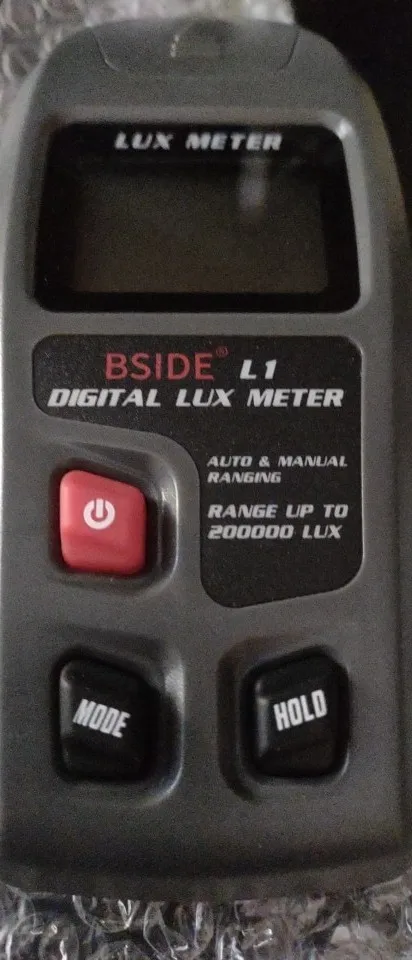 LUX METER
BSIDE® L1
DIGITAL LUX METER
AUTO & MANUAL
RANGING
RANGE UP TO
200000 LUX
MODE
HOLD